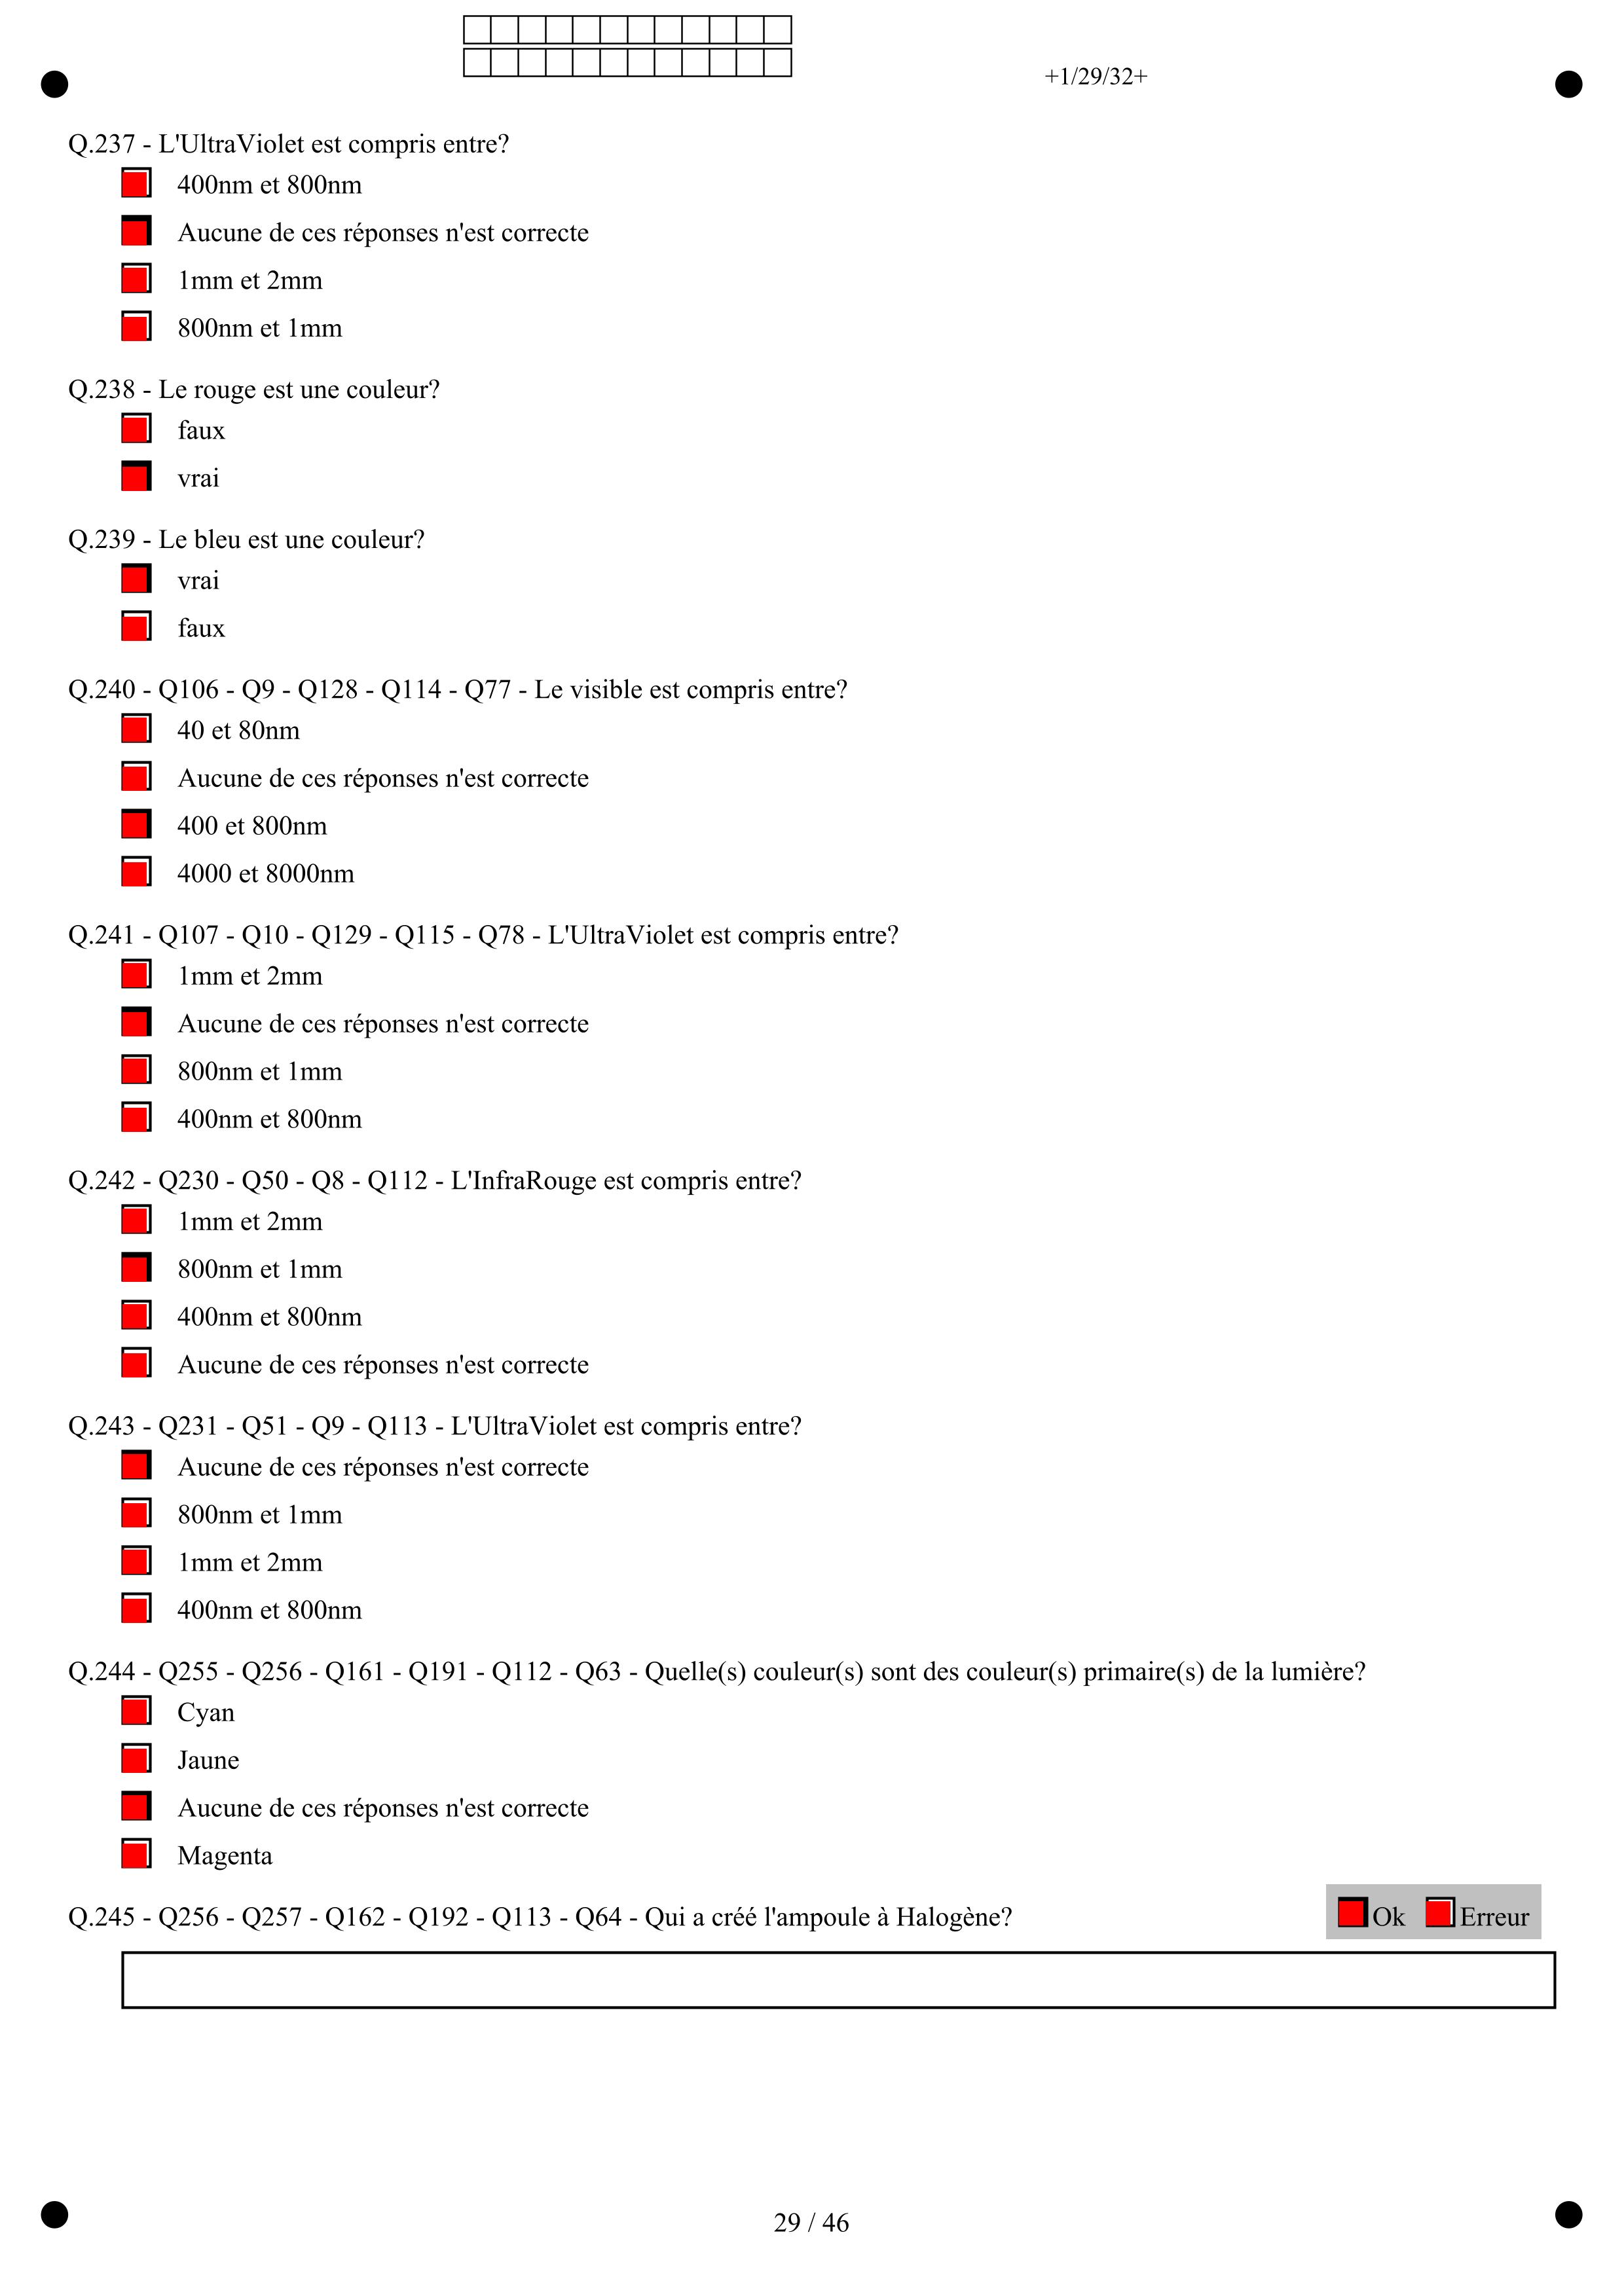 +1/29/32+
Q.237 - L'UltraViolet est compris entre?
400nm et 800nm
Aucune de ces réponses n'est correcte
1mm et 2mm
800nm et 1mm
Q.238 - Le rouge est une couleur?
faux
vrai
Q.239 - Le bleu est une couleur?
vrai
faux
Q.240 - Q106 - Q9 - Q128 - Q114 - Q77 - Le visible est compris entre?
40 et 80nm
Aucune de ces réponses n'est correcte
400 et 800nm
4000 et 8000nm
Q.241 - Q107 - Q10 - Q129 - Q115 - Q78 - L'UltraViolet est compris entre?
1mm et 2mm
Aucune de ces réponses n'est correcte
800nm et 1mm
400nm et 800nm
Q.242 - Q230 - Q50 - Q8 - Q112 - L'InfraRouge est compris entre?
1mm et 2mm
800nm et 1mm
400nm et 800nm
Aucune de ces réponses n'est correcte
Q.243 - Q231 - Q51 - Q9 - Q113 - L'UltraViolet est compris entre?
Aucune de ces réponses n'est correcte
800nm et 1mm
1mm et 2mm
400nm et 800nm
Q.244 - Q255 - Q256 - Q161 - Q191 - Q112 - Q63 - Quelle(s) couleur(s) sont des couleur(s) primaire(s) de la lumière?
Cyan
Jaune
Aucune de ces réponses n'est correcte
Magenta
Q.245 - Q256 - Q257 - Q162 - Q192 - Q113 - Q64 - Qui a créé l'ampoule à Halogène?
Ok Erreur
29 / 46